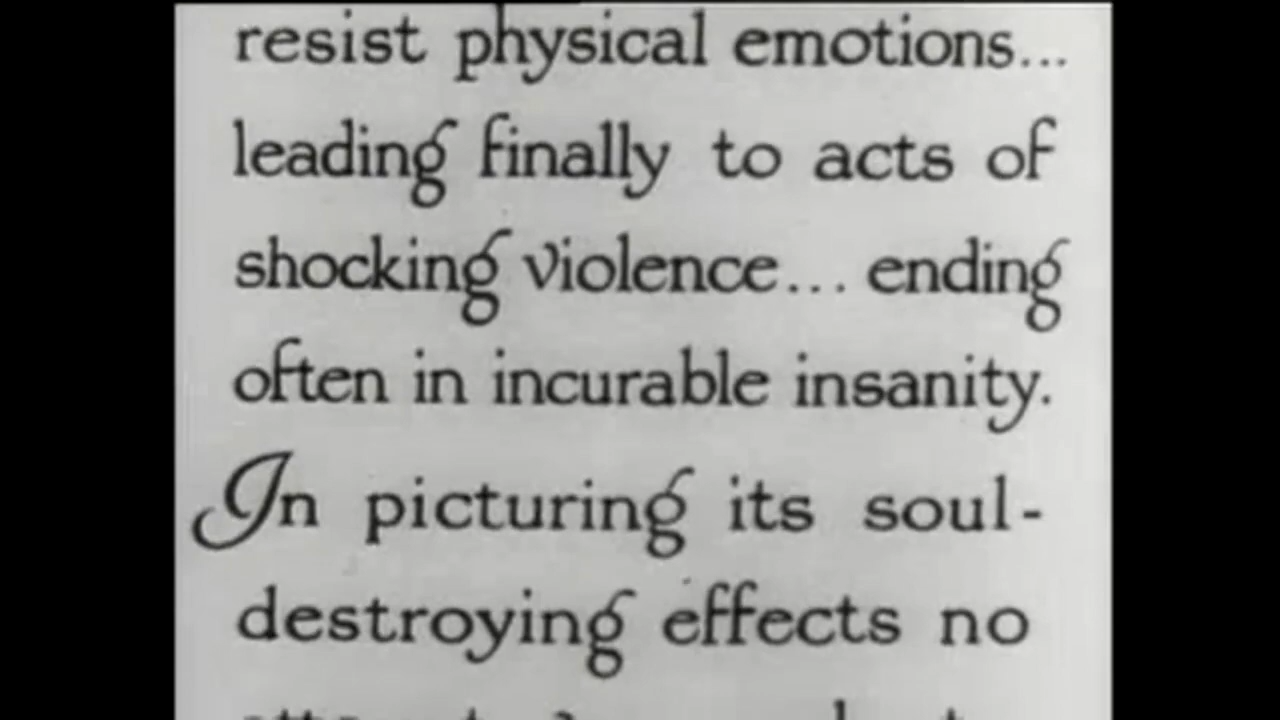 resist physical emotions...
leading finally to acts of
shocking violence... ending
often in incurable insanity.
In picturing its soul-
destroying effects no